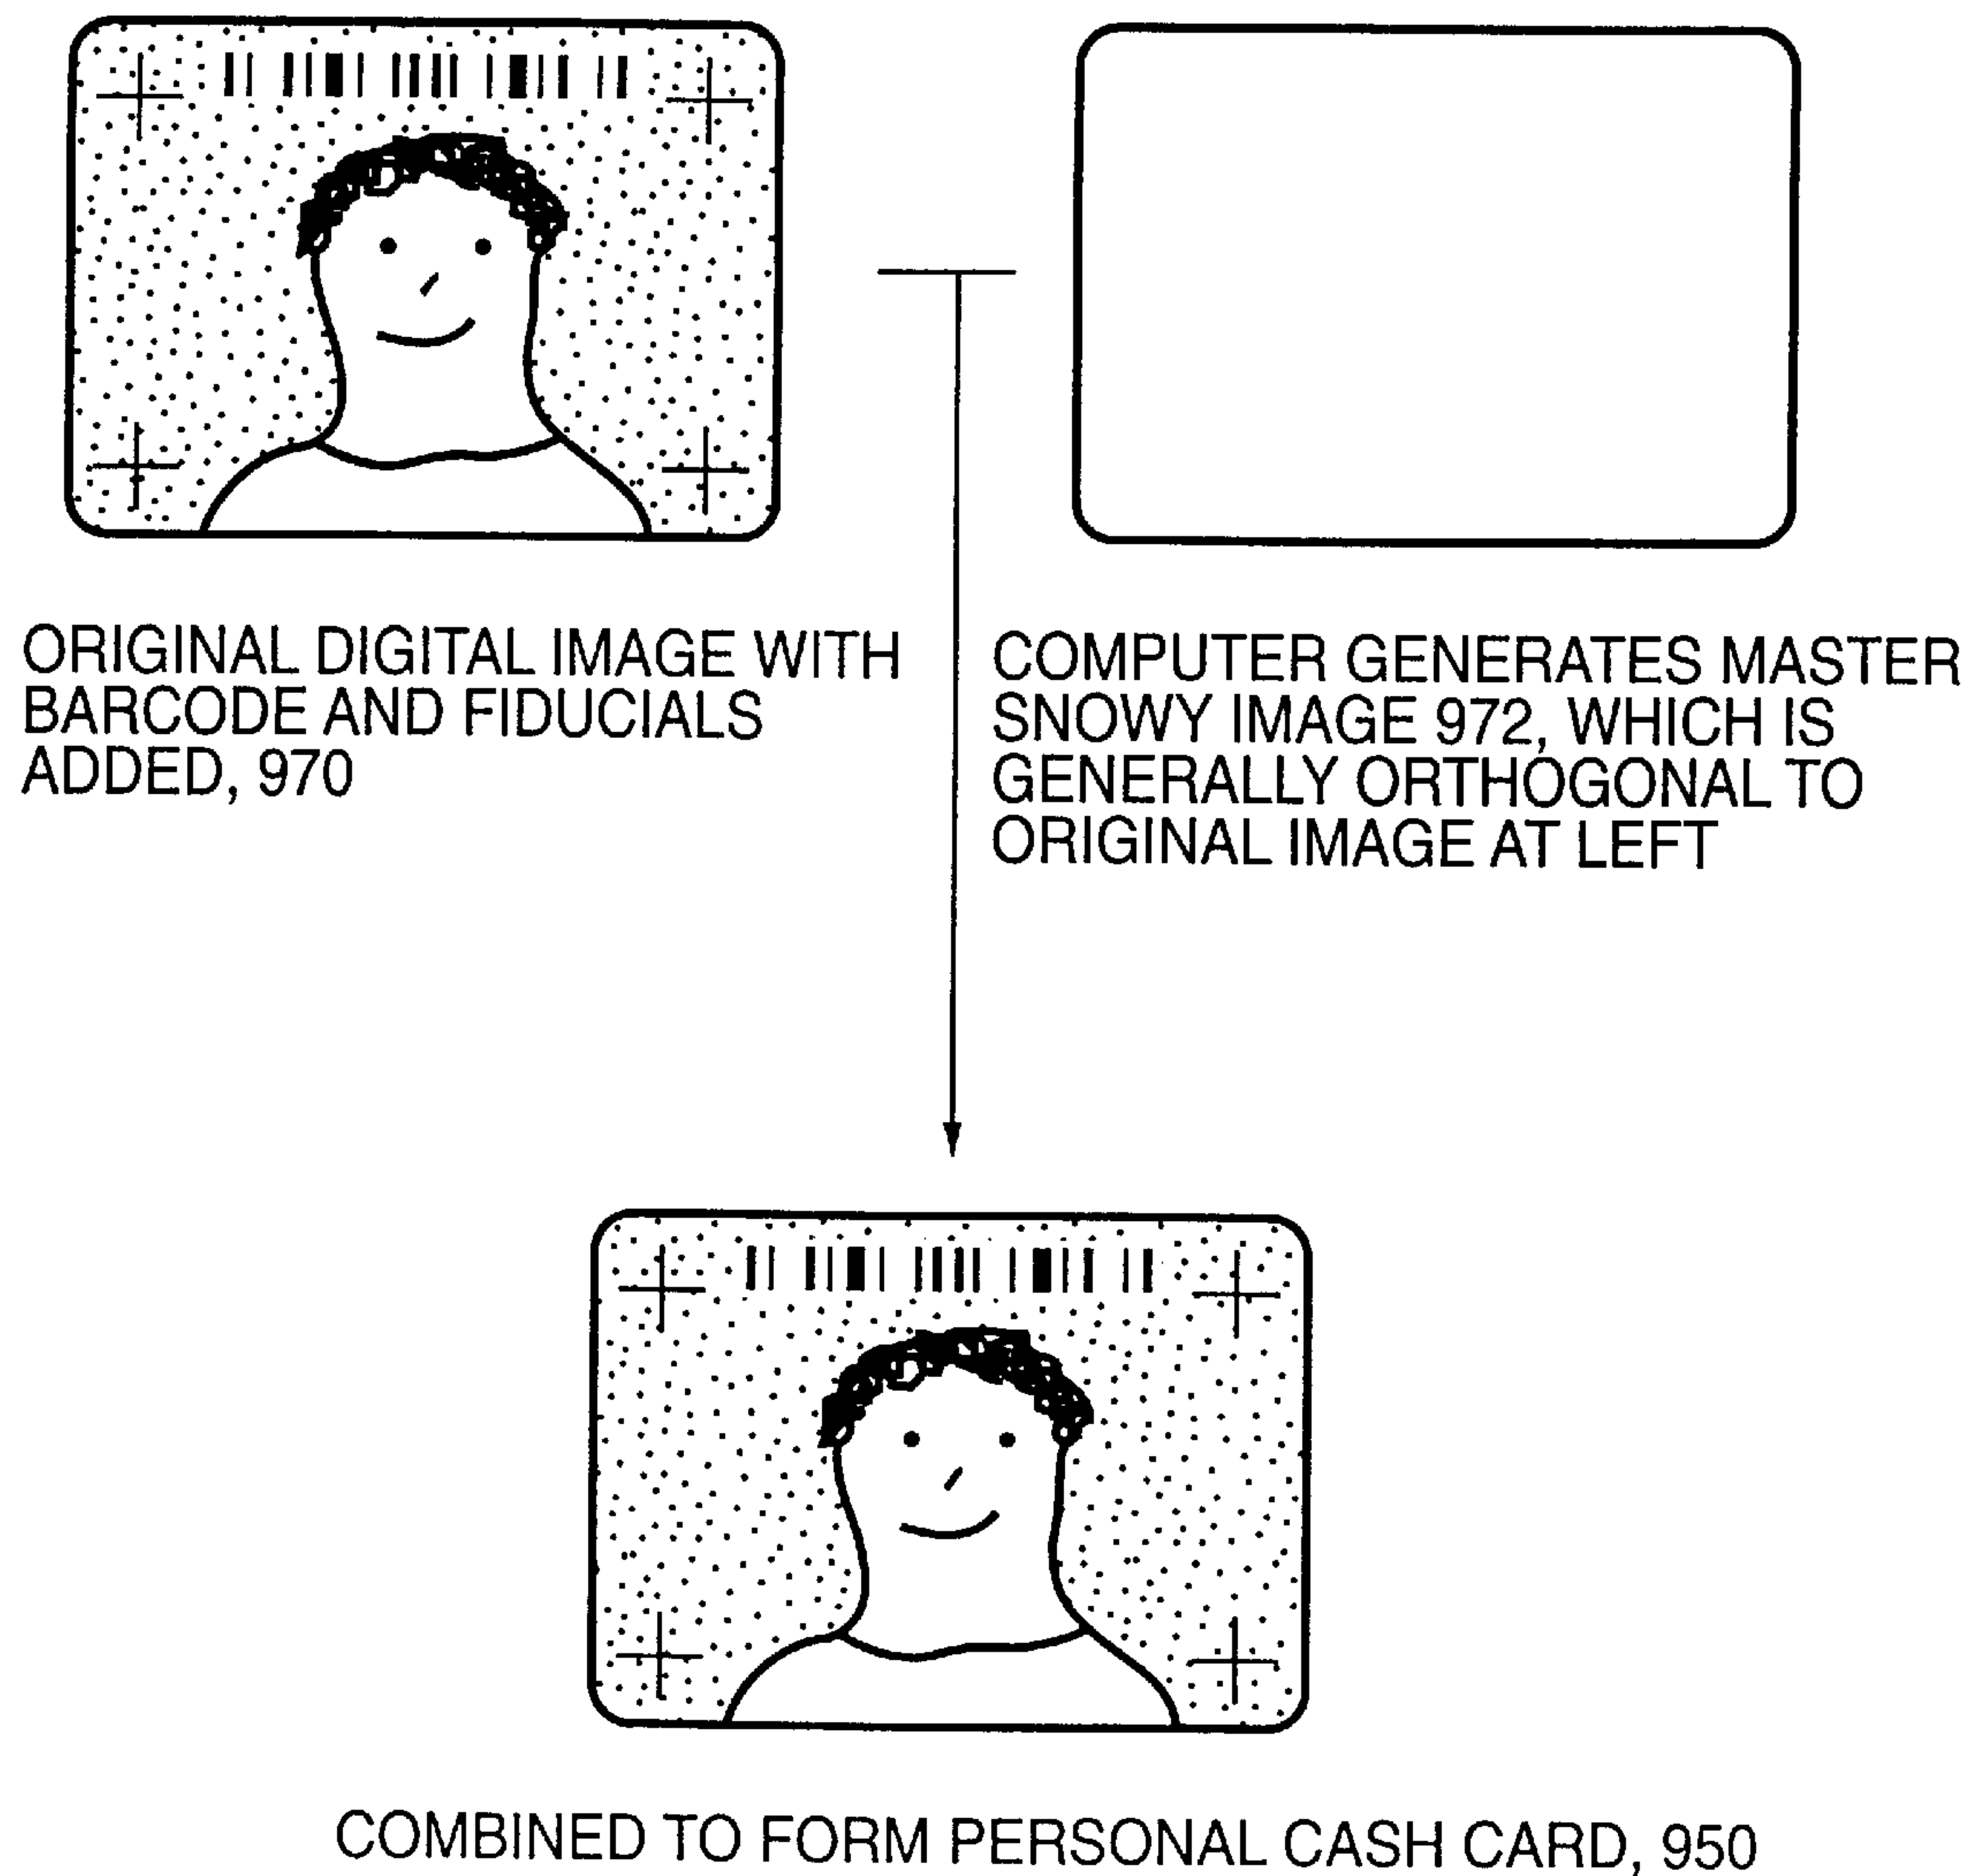 ORIGINAL DIGITAL IMAGE WITH
BARCODE AND FIDUCIALS
ADDED, 970
COMPUTER GENERATES MASTER
SNOWY IMAGE 972, WHICH IS
GENERALLY ORTHOGONAL TO
ORIGINAL IMAGE AT LEFT
COMBINED TO FORM PERSONAL CASH CARD, 950